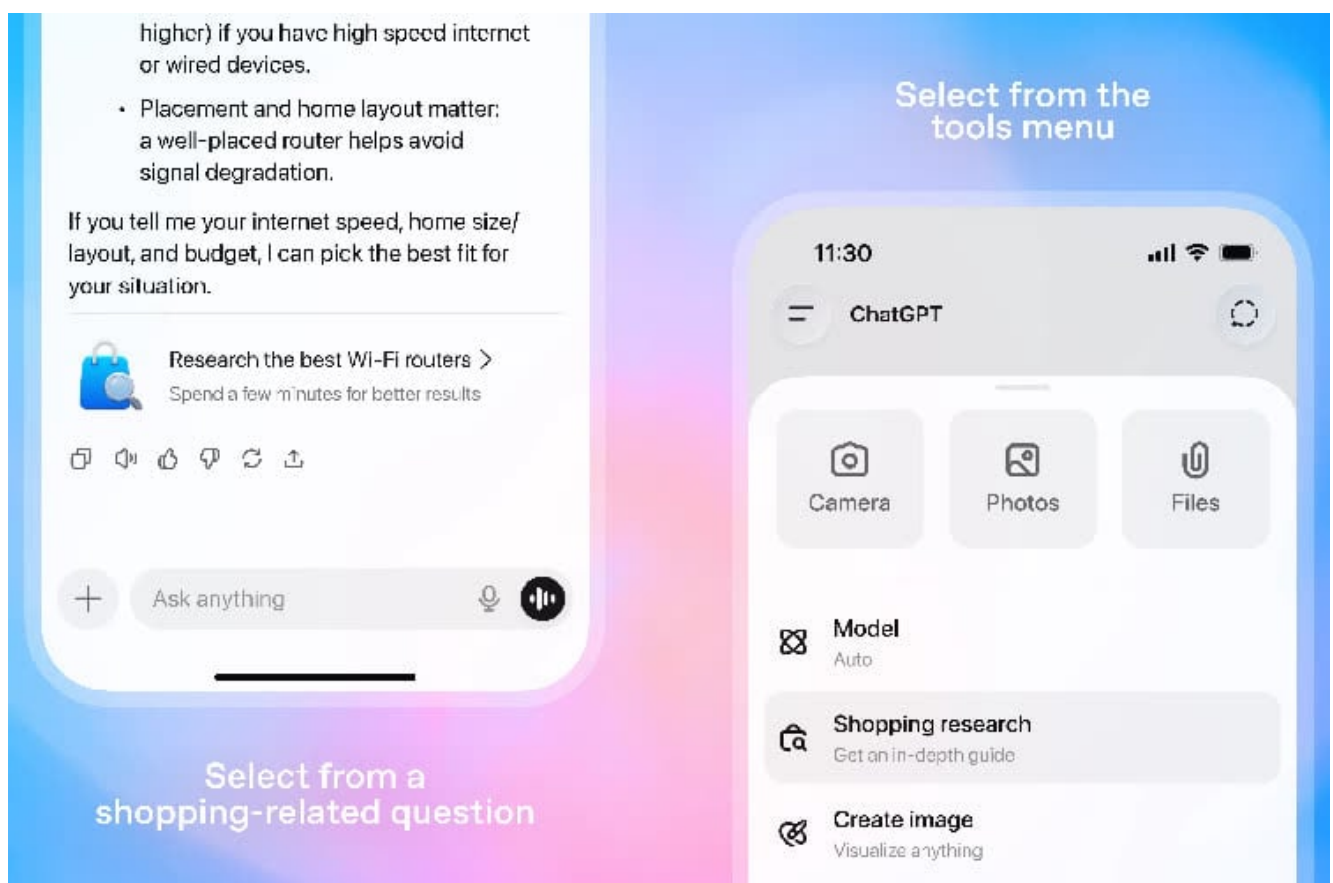 higher) if you have high speed internet
or wired devices.
• Placement and home layout matter:
a well-placed router helps avoid
signal degradation.
If you tell me your internet speed, home size/
layout, and budget, I can pick the best fit for
your situation.
Research the best Wi-Fi routers >
Spend a few minutes for better results
Ask anything
Select from a
shopping-related question
Select from the
tools menu
11:30
ChatGPT
Camera
Photos
Files
Model
Auto
Shopping research
Get an in-depth guide
Create image
Visualize anything